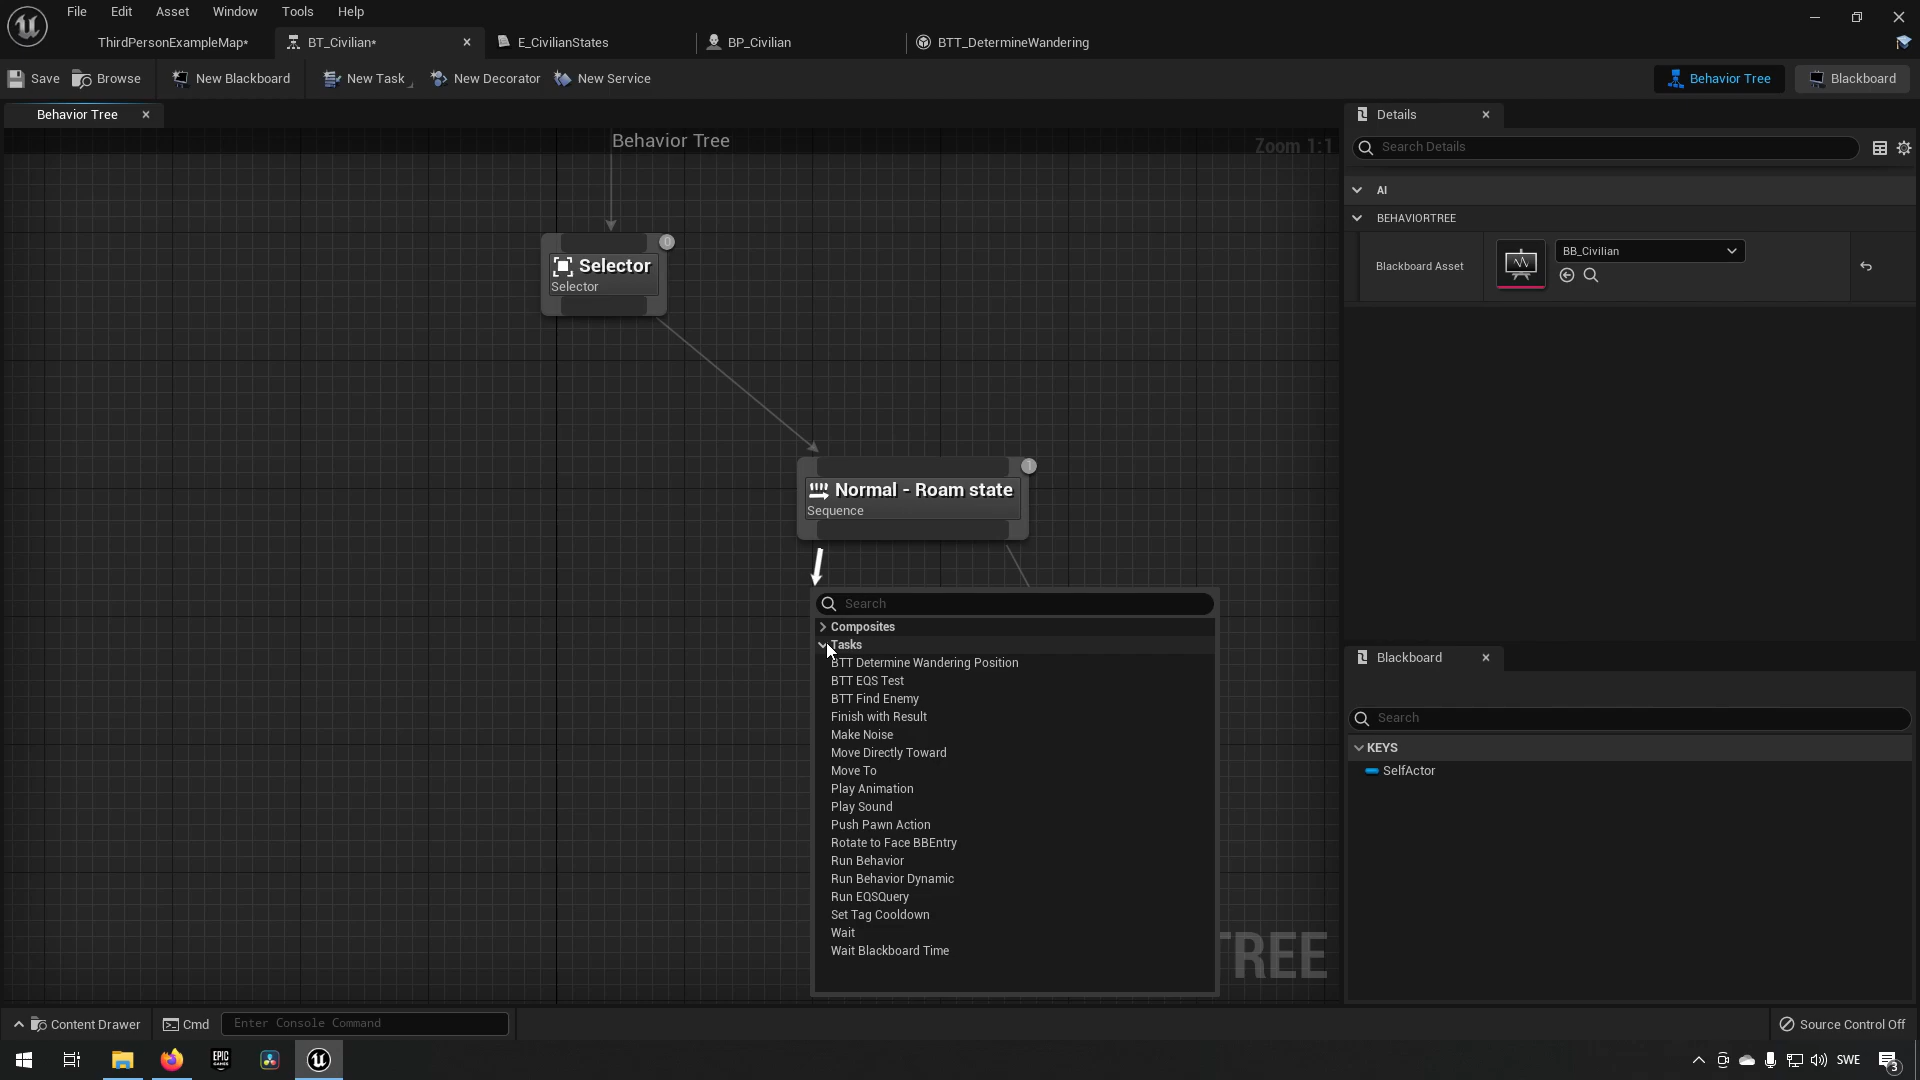 File Edit Asset Window Tools Help
ThirdPersonExampleMap*
BT_Civilian*
E_CivilianStates
BP_Civilian
BTT_DetermineWandering
Save
Browse
New Blackboard
New Task
New Decorator
New Service
Behavior Tree
Blackboard
Behavior Tree
Details
Behavior Tree
Zoom 1:1
Search Details
AI
BEHAVIORTREE
Blackboard Asset
BB_Civilian
0
Selector
Selector
1
Normal - Roam state
Sequence
Search
Composites
Tasks
BTT Determine Wandering Position
BTT EQS Test
BTT Find Enemy
Finish with Result
Make Noise
Move Directly Toward
Move To
Play Animation
Play Sound
Push Pawn Action
Rotate to Face BBEntry
Run Behavior
Run Behavior Dynamic
Run EQSQuery
Set Tag Cooldown
Wait
Wait Blackboard Time
TREE
Blackboard
Search
KEYS
SelfActor
Content Drawer
Cmd
Enter Console Command
Source Control Off
EPIC
GAMES
SWE
3